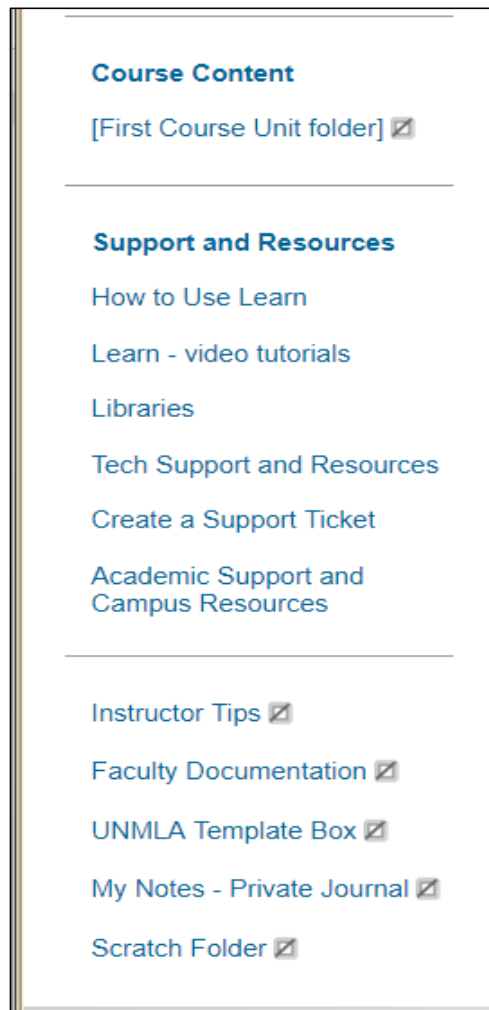 Course Content
[First Course Unit folder]
Support and Resources
How to Use Learn
Learn - video tutorials
Libraries
Tech Support and Resources
Create a Support Ticket
Academic Support and
Campus Resources
Instructor Tips
Faculty Documentation
UNMLA Template Box
My Notes - Private Journal
Scratch Folder